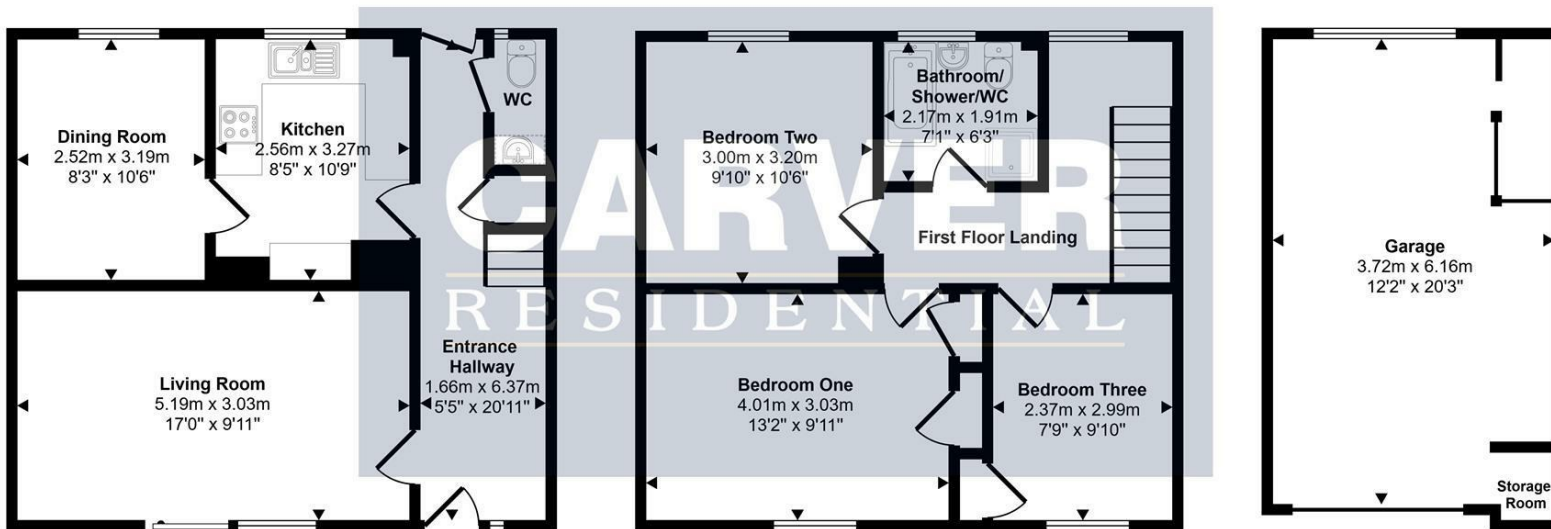 Dining Room
2.52m x 3.19m
8'3" x 10'6"
Kitchen
2.56m x 3.27m
8'5" x 10'9"
WC
Living Room
5.19m x 3.03m
17'0" x 9'11"
Entrance
Hallway
1.66m x 6.37m
5'5" x 20'11"
Bedroom Two
3.00m x 3.20m
9'10" x 10'6"
Bathroom/
Shower/WC
2.17m x 1.91m
7'1" x 6'3"
First Floor Landing
Bedroom One
4.01m x 3.03m
13'2" x 9'11"
Bedroom Three
2.37m x 2.99m
7'9" x 9'10"
Garage
3.72m x 6.16m
12'2" x 20'3"
Storage
Room
CARVER
RESIDENTIAL